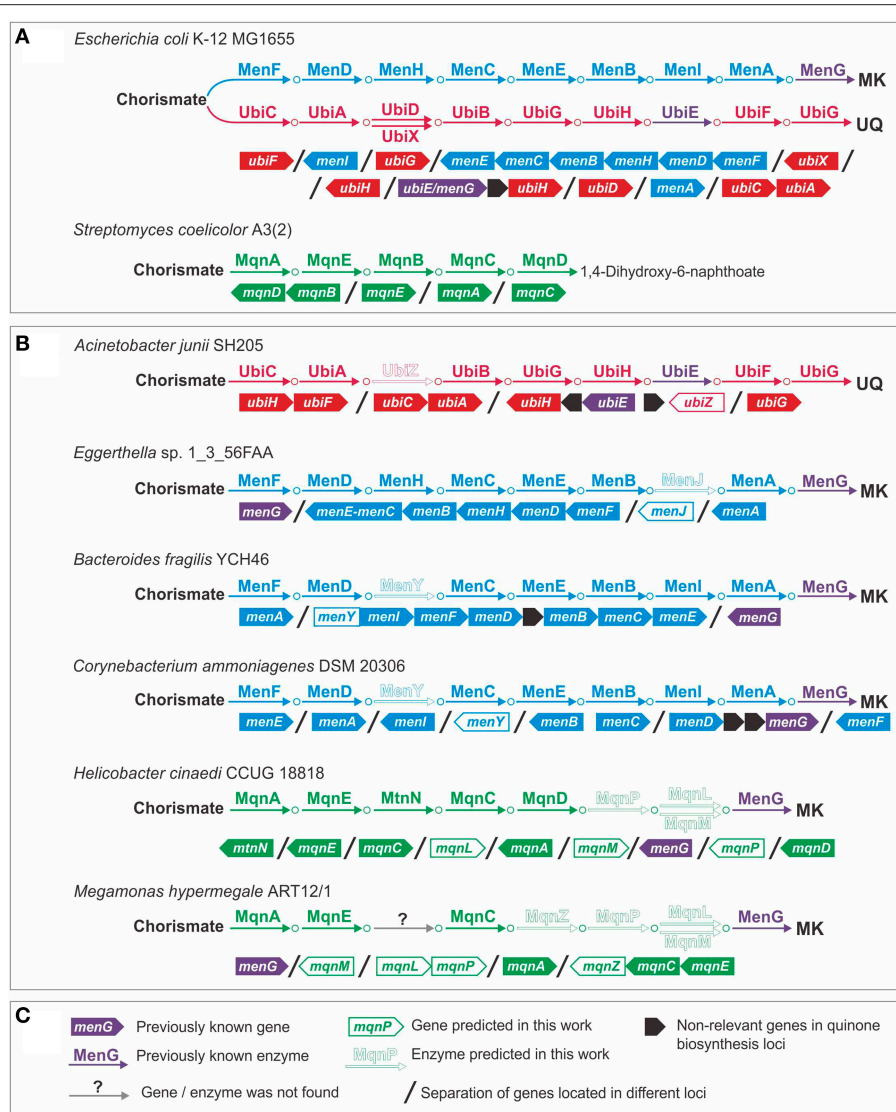 A
Escherichia coli K-12 MG1655
MenF MenD MenH MenC MenE MenB MenI MenA MenG
MK
Chorismate
UbiC UbiA UbiD UbiB UbiG UbiH UbiE UbiF UbiG
UbiX
UQ
ubiF / menI / ubiG / menE menC menB menH menD menF / ubiX /
/ ubiH / ubiE/menG ubiH / ubiD / menA / ubiC ubiA
Streptomyces coelicolor A3(2)
MqnA MqnE MqnB MqnC MqnD
Chorismate 1,4-Dihydroxy-6-naphthoate
mqnD mqnB / mqnE / mqnA / mqnC
B
Acinetobacter junii SH205
UbiC UbiA UbiZ UbiB UbiG UbiH UbiE UbiF UbiG
Chorismate UQ
ubiH ubiF / ubiC ubiA / ubiH ubiE ubiZ / ubiG
Eggerthella sp. 1_3_56FAA
MenF MenD MenH MenC MenE MenB MenJ MenA MenG
Chorismate MK
menG / menE-menC menB menH menD menF / menJ / menA
Bacteroides fragilis YCH46
MenF MenD MenY MenC MenE MenB MenI MenA MenG
Chorismate MK
menA / menY menI menF menD menB menC menE / menG
Corynebacterium ammoniagenes DSM 20306
MenF MenD MenY MenC MenE MenB MenI MenA MenG
Chorismate MK
menE / menA / menI / menY / menB menC / menD menG / menF
Helicobacter cinaedi CCUG 18818
MqnA MqnE MtnN MqnC MqnD MqnP MqnL MenG
Chorismate MK
MqnM
mtnN / mqnE / mqnC / mqnL / mqnA / mqnM / menG / mqnP / mqnD
Megamonas hypermegale ART12/1
MqnA MqnE ? MqnC MqnZ MqnP MqnL MenG
Chorismate MK
MqnM
menG / mqnM / mqnL mqnP / mqnA / mqnZ mqnC mqnE
C
menG Previously known gene mqnP Gene predicted in this work Non-relevant genes in quinone
biosynthesis loci
MenG Previously known enzyme MqnP Enzyme predicted in this work
? Gene / enzyme was not found / Separation of genes located in different loci